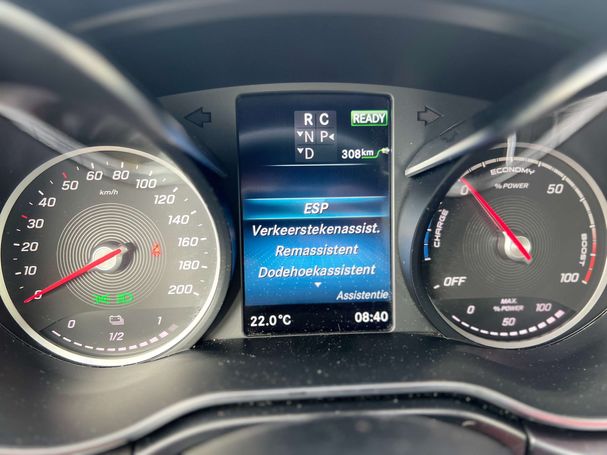 R C
READY
N P
D
308 km
ESP
Verkeerstekenassist.
Remassistent
Dodehoekassistent
Assistentie
22.0 °C
08:40
0
20
30
40
50
60
80
100
120
140
160
180
200
km/h
0
1/2
1
CHARGE
ECONOMY
% POWER
50
BOOST
100
OFF
MAX.
% POWER
0
50
100